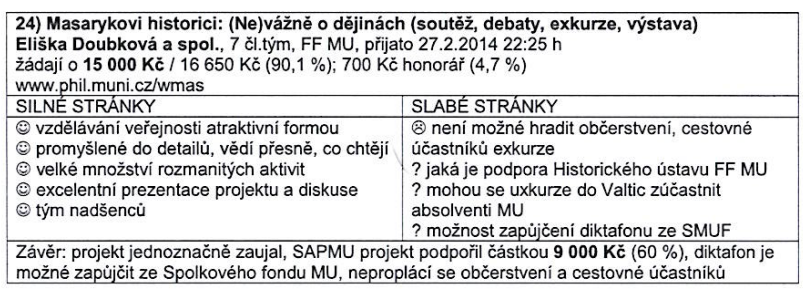 24) Masarykovi historici: (Ne)vážně o dějinách (soutěž, debaty, exkurze, výstava)
Eliška Doubková a spol., 7 čl.tým, FF MU, přijato 27.2.2014 22:25 h
žádají o 15 000 Kč / 16 650 Kč (90,1 %); 700 Kč honorář (4,7 %)
www.phil.muni.cz/wmas
SILNÉ STRÁNKY
☺ vzdělávání veřejnosti atraktivní formou
☺ promyšlené do detailů, vědí přesně, co chtějí
☺ velké množství rozmanitých aktivit
☺ excelentní prezentace projektu a diskuse
☺ tým nadšenců
SLABÉ STRÁNKY
☹ není možné hradit občerstvení, cestovné
účastníků exkurze
? jaká je podpora Historického ústavu FF MU
? mohou se uxkurze do Valtic zúčastnit
absolventi MU
? možnost zapůjčení diktafonu ze SMUF
Závěr: projekt jednoznačně zaujal, SAPMU projekt podpořil částkou 9 000 Kč (60 %), diktafon je
možné zapůjčit ze Spolkového fondu MU, neproplácí se občerstvení a cestovné účastníků